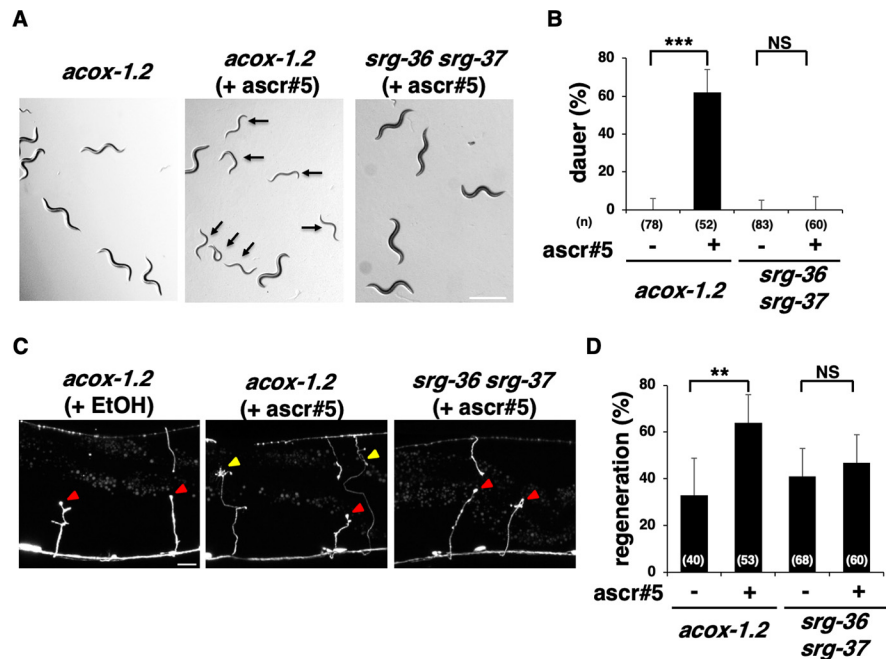 A
acox-1.2
acox-1.2
(+ ascr#5)
srg-36 srg-37
(+ ascr#5)
B
dauer (%)
80
60
40
20
0
***
NS
(n)
(78)
(52)
(83)
(60)
ascr#5
-
+
-
+
acox-1.2
srg-36
srg-37
C
acox-1.2
(+ EtOH)
acox-1.2
(+ ascr#5)
srg-36 srg-37
(+ ascr#5)
D
regeneration (%)
80
60
40
20
0
**
NS
(40)
(53)
(68)
(60)
ascr#5
-
+
-
+
acox-1.2
srg-36
srg-37